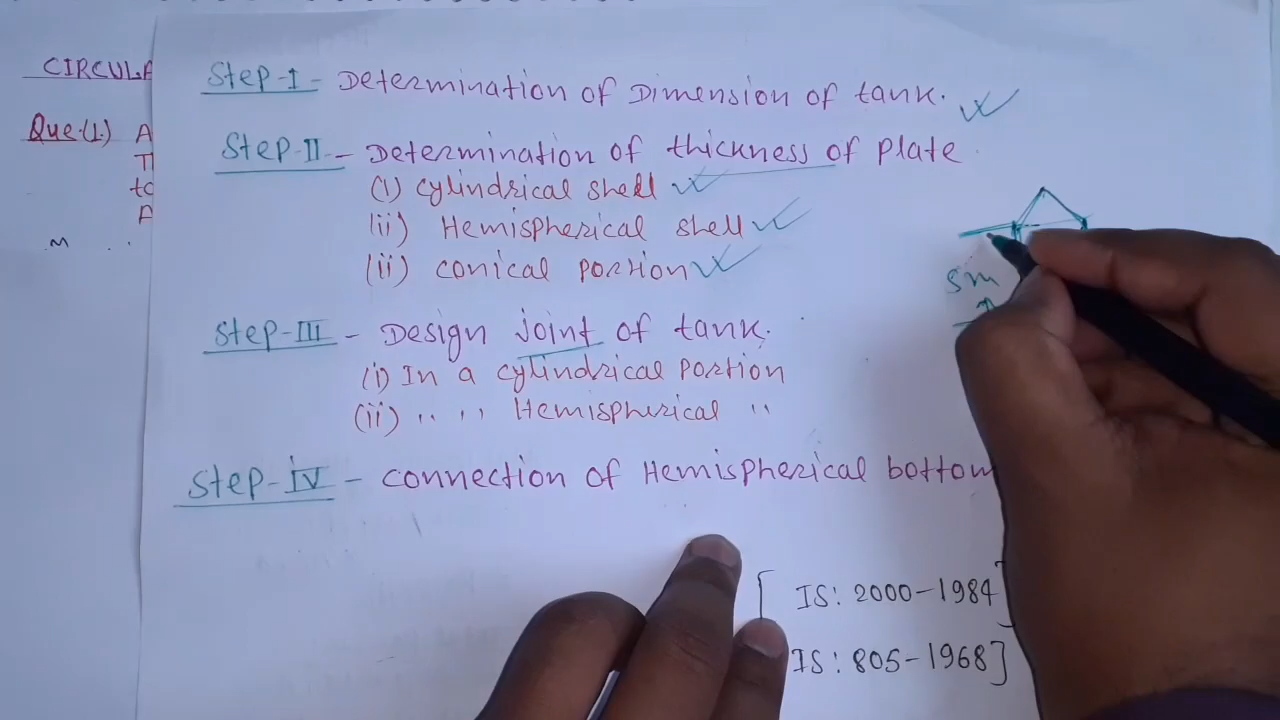 CIRCULA
Que.(1.) A
T
to
A
Step-I - Determination of Dimension of tank.
Step-II - Determination of thickness of plate
(i) cylindrical shell
(ii) Hemispherical shell
(ii) conical portion
5m
Step-III - Design joint of tank.
(i) In a cylindrical portion
(ii) " " Hemispherical "
Step-iV - connection of Hemispherical bottom
[ IS: 2000-1984
IS: 805-1968]